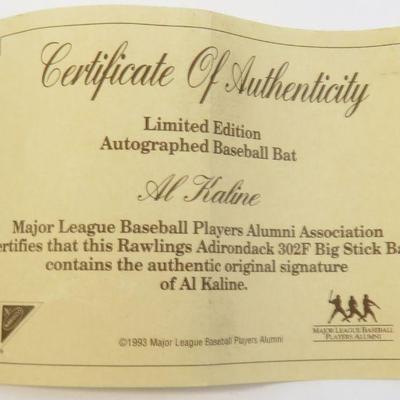 Certificate Of Authenticity
Limited Edition
Autographed Baseball Bat
Al Kaline
Major League Baseball Players Alumni Association
ertifies that this Rawlings Adirondack 302F Big Stick Ba
contains the authentic original signature
of Al Kaline.
MAJOR LEAGUE BASEBALL
PLAYERS ALUMNI
©1993 Major League Baseball Players Alumni